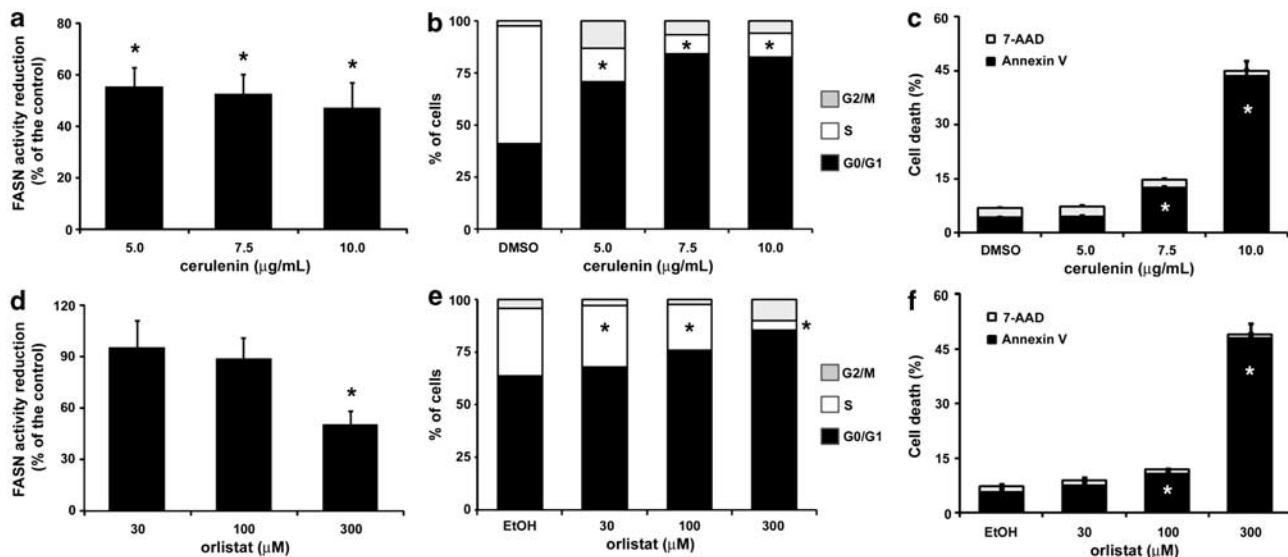 a
FASN activity reduction
(% of the control)
80
60
40
20
0
* * *
5.0 7.5 10.0
cerulenin (µg/mL)
b
% of cells
100
75
50
25
* * *
DMSO 5.0 7.5 10.0
cerulenin (µg/mL)
G2/M
S
G0/G1
c
Cell death (%)
60
45
30
15
0
7-AAD
Annexin V
* *
DMSO 5.0 7.5 10.0
cerulenin (µg/mL)
d
FASN activity reduction
(% of the control)
120
90
60
30
0
*
30 100 300
orlistat (µM)
e
% of cells
100
75
50
25
* * *
EtOH 30 100 300
orlistat (µM)
G2/M
S
G0/G1
f
Cell death (%)
60
45
30
15
0
7-AAD
Annexin V
* *
EtOH 30 100 300
orlistat (µM)